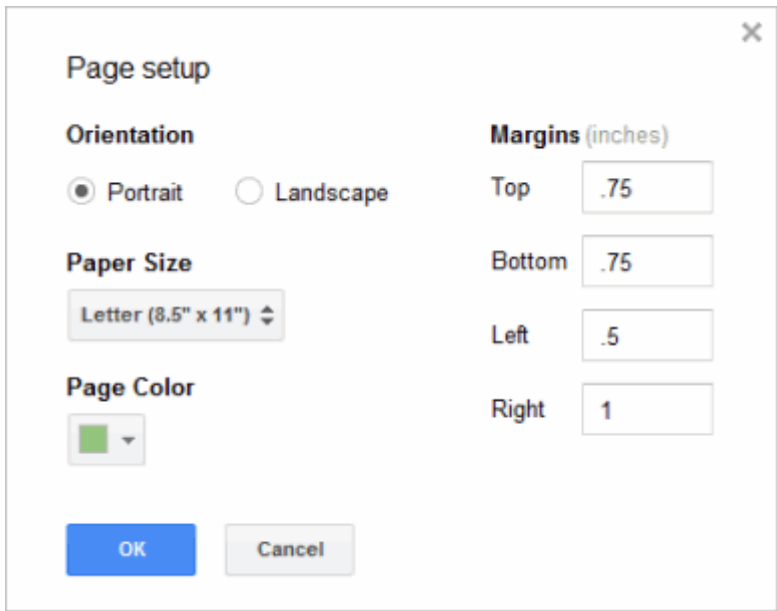 Page setup
Orientation
Portrait
Landscape
Paper Size
Letter (8.5" x 11")
Page Color
Margins (inches)
Top .75
Bottom .75
Left .5
Right 1
OK
Cancel